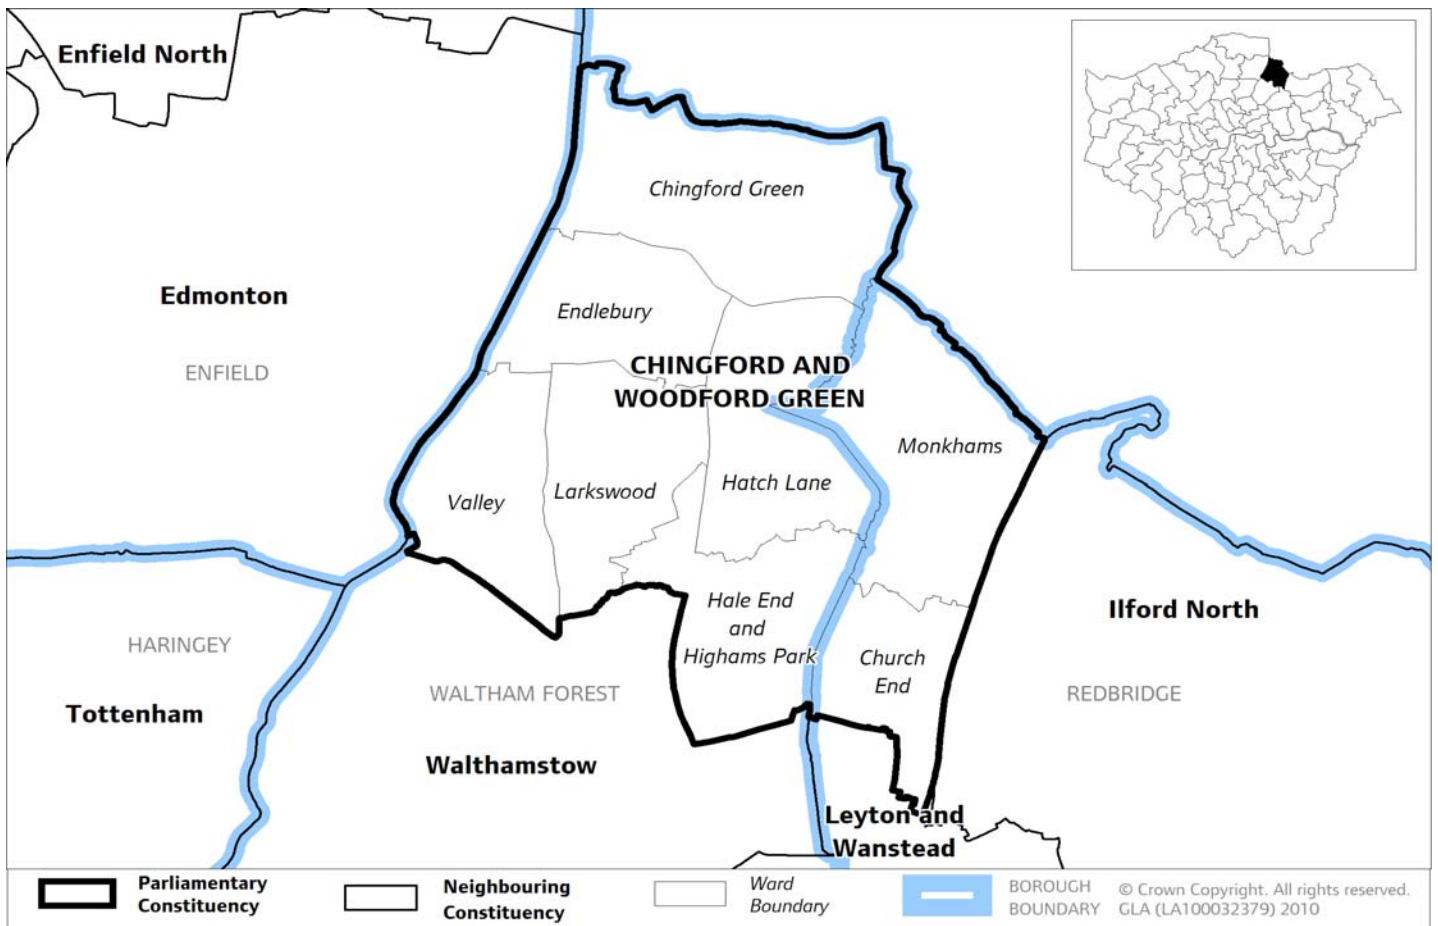 Enfield North
Chingford Green
Edmonton
Endlebury
ENFIELD
CHINGFORD AND
WOODFORD GREEN
Monkhams
Valley
Larkswood
Hatch Lane
Hale End
and
Highams Park
Ilford North
HARINGEY
Church
End
WALTHAM FOREST
REDBRIDGE
Tottenham
Walthamstow
Leyton and
Wanstead
Parliamentary
Constituency
Neighbouring
Constituency
Ward
Boundary
BOROUGH
BOUNDARY
© Crown Copyright. All rights reserved.
GLA (LA100032379) 2010